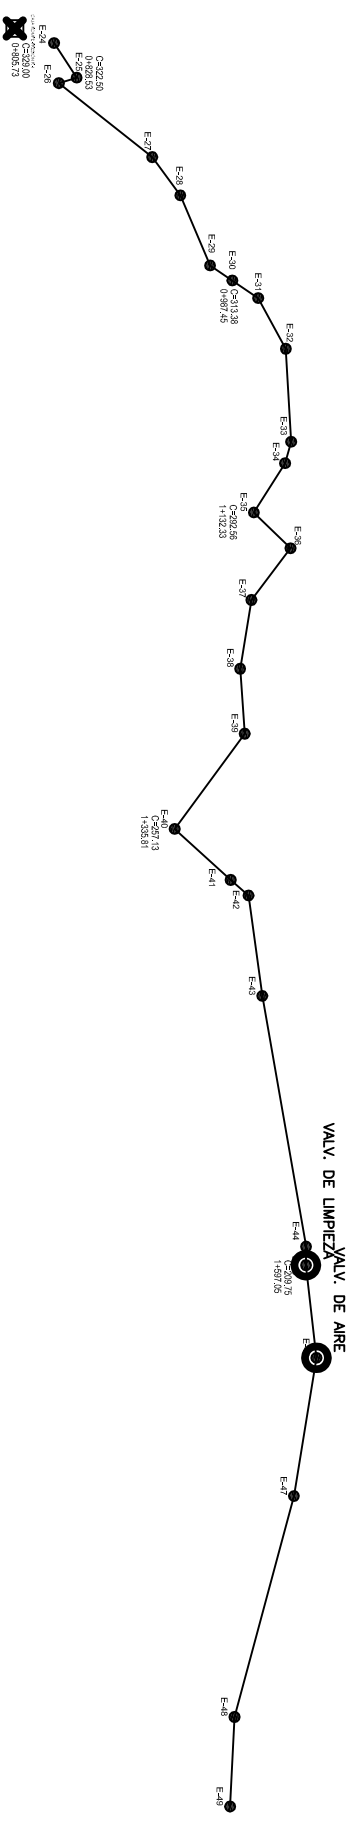 E-24
C=329.00
0+805.73
C=322.50
0+828.53
E-25
E-26
E-27
E-28
E-29
E-30
C=313.38
0+987.45
E-31
E-32
E-33
E-34
E-35
C=292.56
1+132.33
E-36
E-37
E-38
E-39
E-40
C=257.13
1+335.81
E-41
E-42
E-43
VALV. DE LIMPIEZA
VALV. DE AIRE
E-44
C=209.75
1+597.05
E-47
E-48
E-49